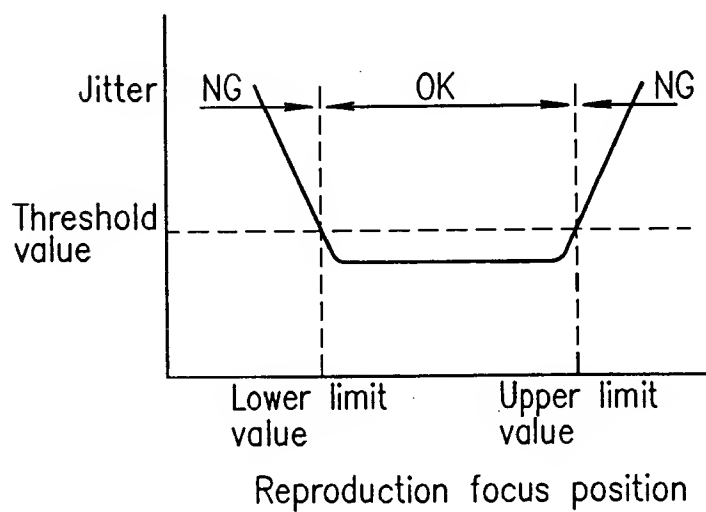 Jitter
NG
OK
NG
Threshold
value
Lower limit
value
Upper limit
value
Reproduction focus position